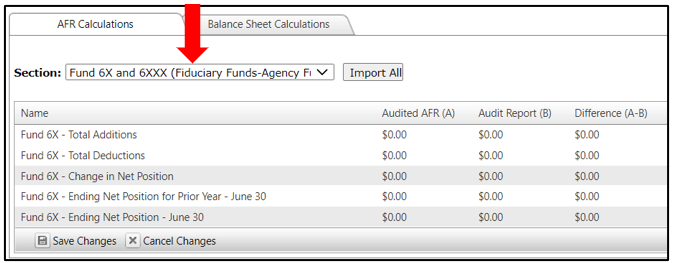 AFR Calculations Balance Sheet Calculations
Section: Fund 6X and 6XXX (Fiduciary Funds-Agency Fu Import All
Name Audited AFR (A) Audit Report (B) Difference (A-B)
Fund 6X - Total Additions $0.00 $0.00 $0.00
Fund 6X - Total Deductions $0.00 $0.00 $0.00
Fund 6X - Change in Net Position $0.00 $0.00 $0.00
Fund 6X - Ending Net Position for Prior Year - June 30 $0.00 $0.00 $0.00
Fund 6X - Ending Net Position - June 30 $0.00 $0.00 $0.00
Save Changes Cancel Changes